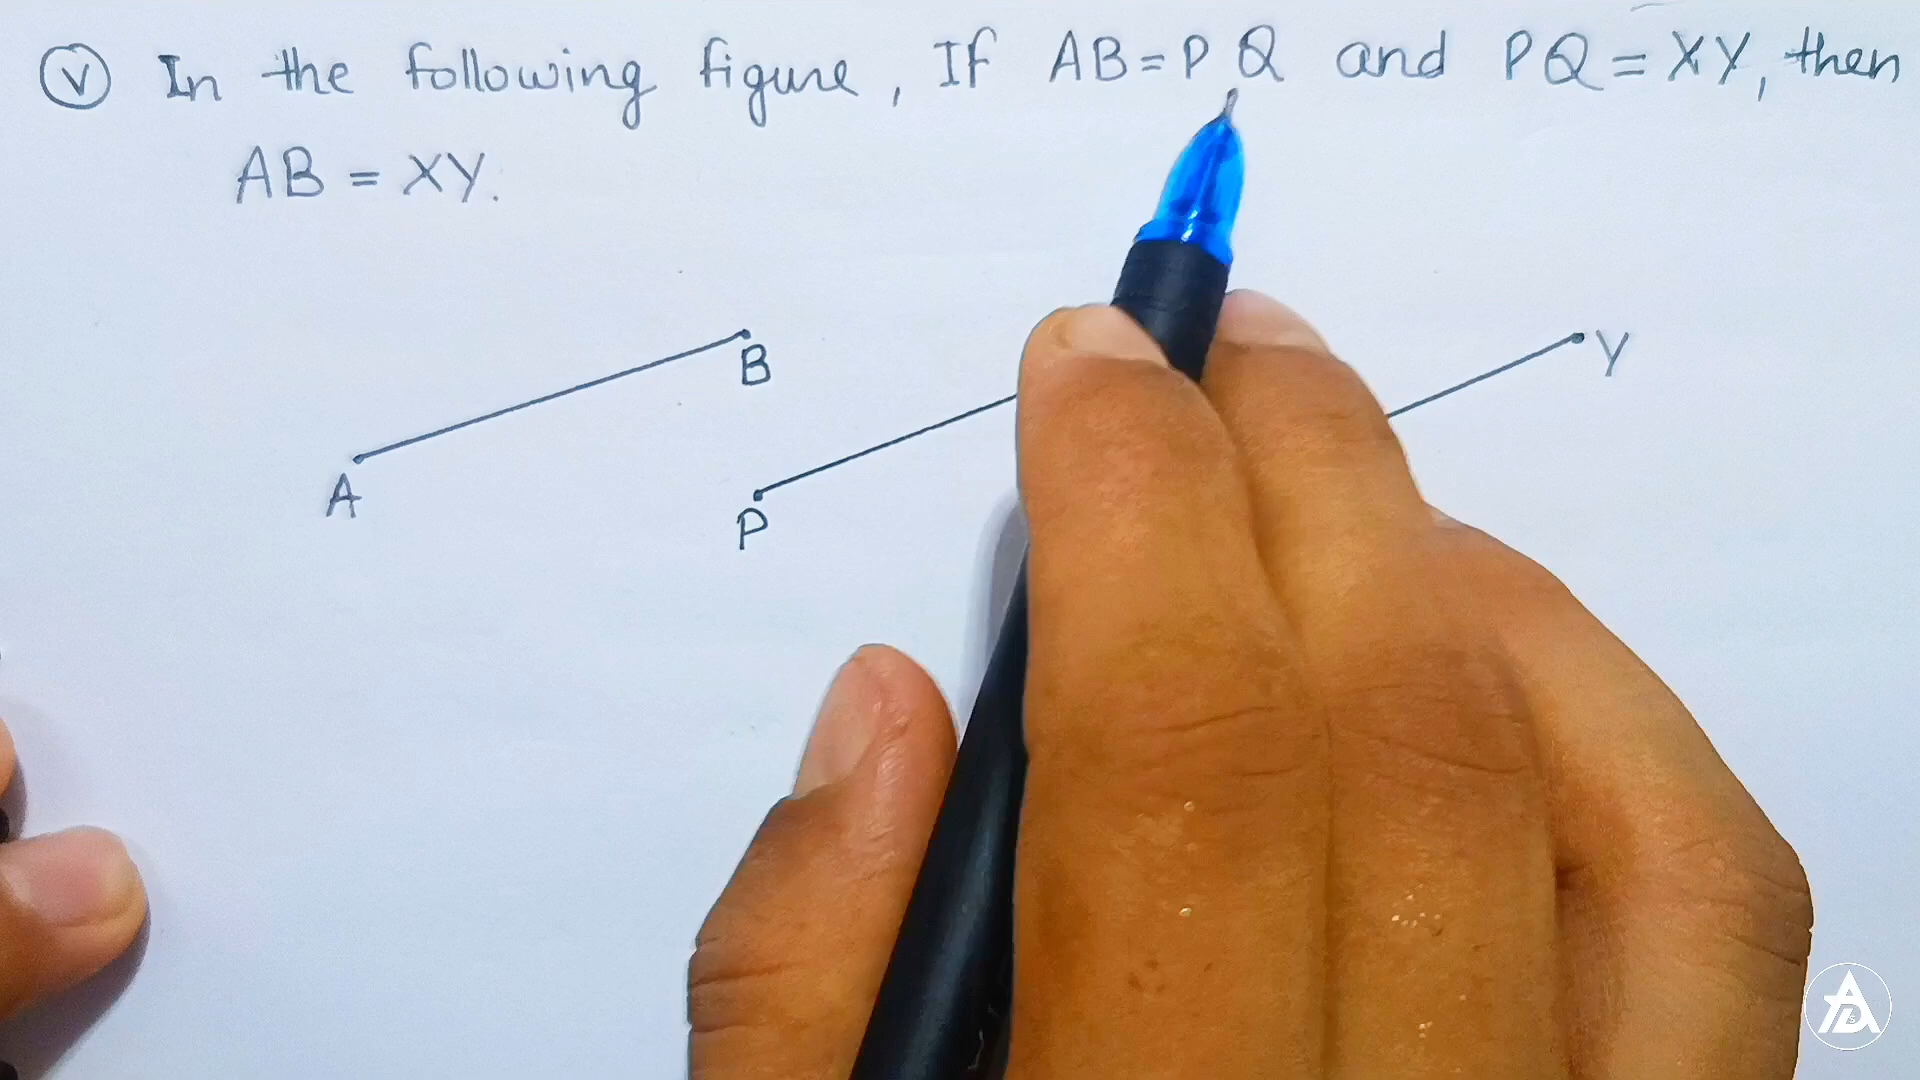 (v) In the following figure, If AB = PQ and PQ = XY, then
AB = XY.
B
Y
A
P